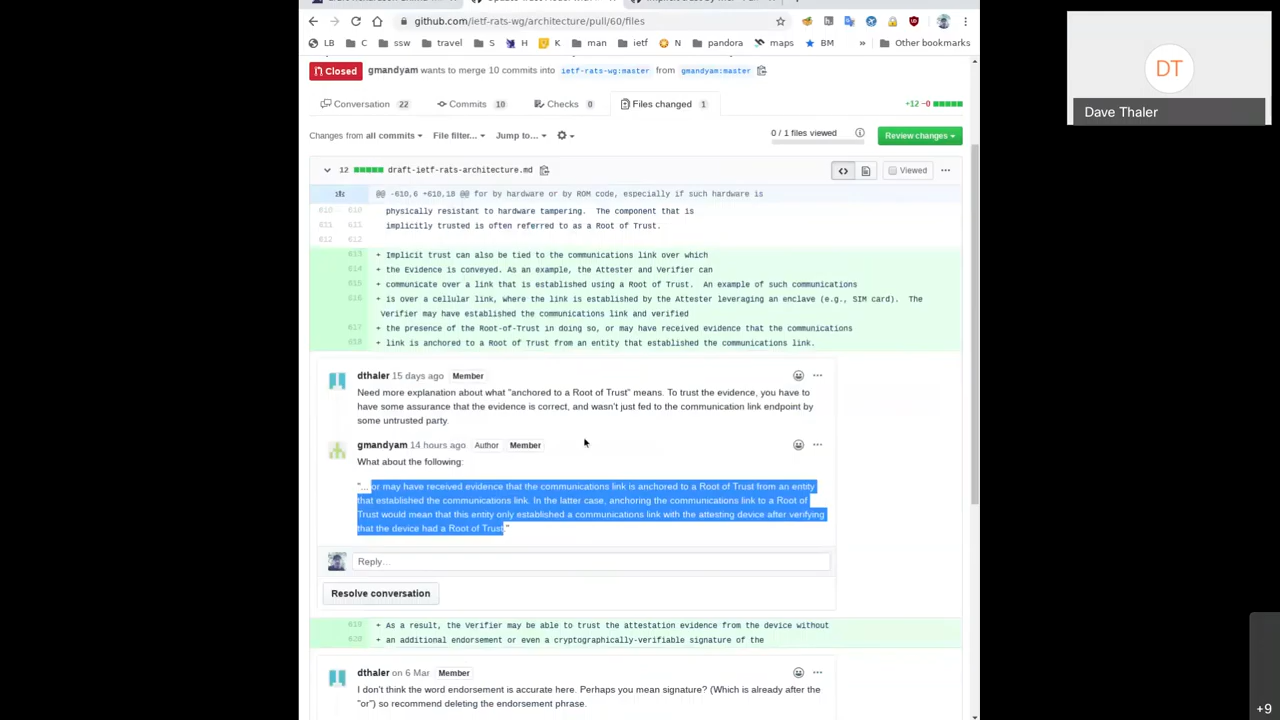 github.com/ietf-rats-wg/architecture/pull/60/files
LB C ssw travel S H K man ietf N pandora maps BM » Other bookmarks
Closed gmandyam wants to merge 10 commits into ietf-rats-wg:master from gmandyam:master
Conversation 22 Commits 10 Checks 0 Files changed 1 +12 −0
Changes from all commits File filter... Jump to... 0 / 1 files viewed Review changes
12 draft-ietf-rats-architecture.md Viewed ...
@@ -610,6 +610,18 @@ for by hardware or by ROM code, especially if such hardware is
610 610 physically resistant to hardware tampering. The component that is
611 611 implicitly trusted is often referred to as a Root of Trust.
612 612
613 + Implicit trust can also be tied to the communications link over which
614 + the Evidence is conveyed. As an example, the Attester and Verifier can
615 + communicate over a link that is established using a Root of Trust. An example of such communications
616 + is over a cellular link, where the link is established by the Attester leveraging an enclave (e.g., SIM card). The
Verifier may have established the communications link and verified
617 + the presence of the Root-of-Trust in doing so, or may have received evidence that the communications
618 + link is anchored to a Root of Trust from an entity that established the communications link.
dthaler 15 days ago Member
Need more explanation about what "anchored to a Root of Trust" means. To trust the evidence, you have to
have some assurance that the evidence is correct, and wasn't just fed to the communication link endpoint by
some untrusted party.
gmandyam 14 hours ago Author Member
What about the following:
"... or may have received evidence that the communications link is anchored to a Root of Trust from an entity
that established the communications link. In the latter case, anchoring the communications link to a Root of
Trust would mean that this entity only established a communications link with the attesting device after verifying
that the device had a Root of Trust."
Reply...
Resolve conversation
619 + As a result, the Verifier may be able to trust the attestation evidence from the device without
620 + an additional endorsement or even a cryptographically-verifiable signature of the
dthaler on 6 Mar Member
I don't think the word endorsement is accurate here. Perhaps you mean signature? (Which is already after the
"or") so recommend deleting the endorsement phrase.
DT
Dave Thaler
+9